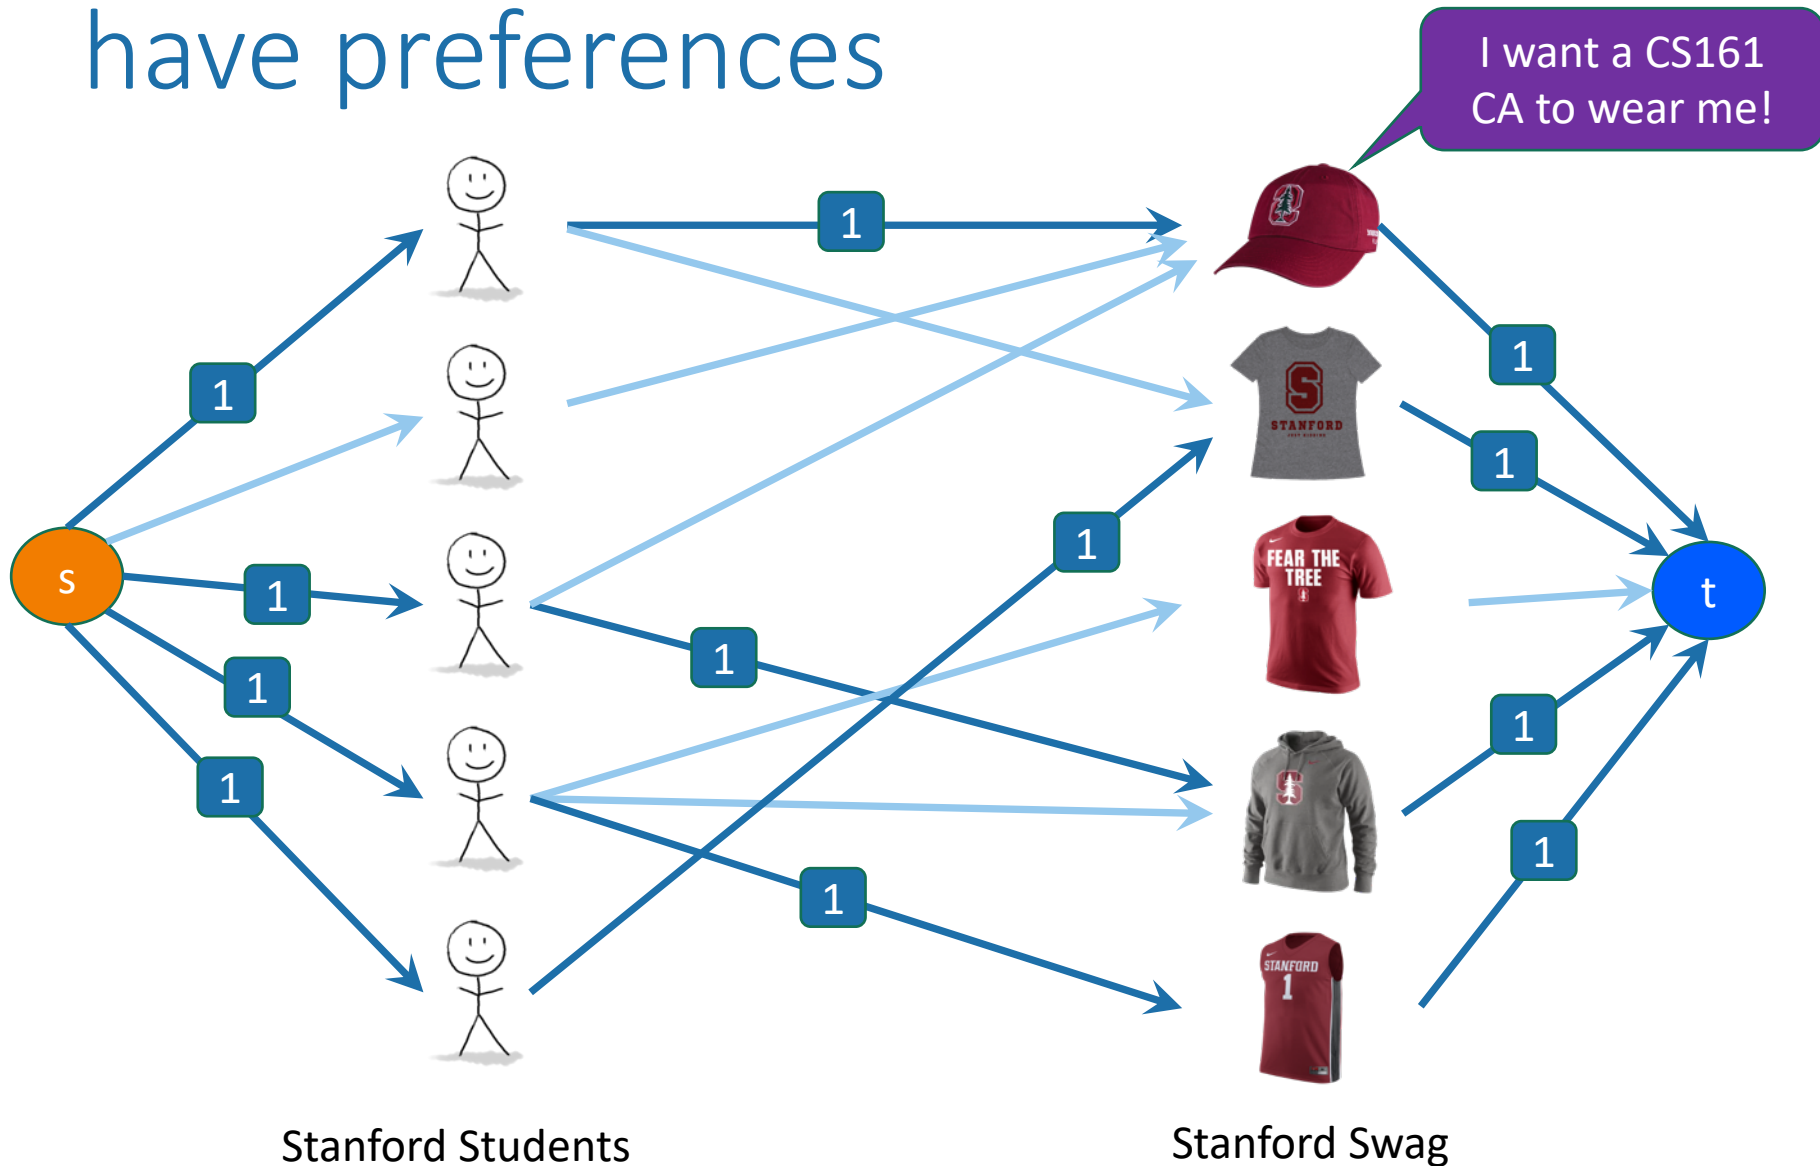 have preferences
I want a CS161
CA to wear me!
1
1
1
STANFORD
1
1
FEAR THE
TREE
s
1
t
1
1
1
1
1
1
1
STANFORD
1
Stanford Students
Stanford Swag